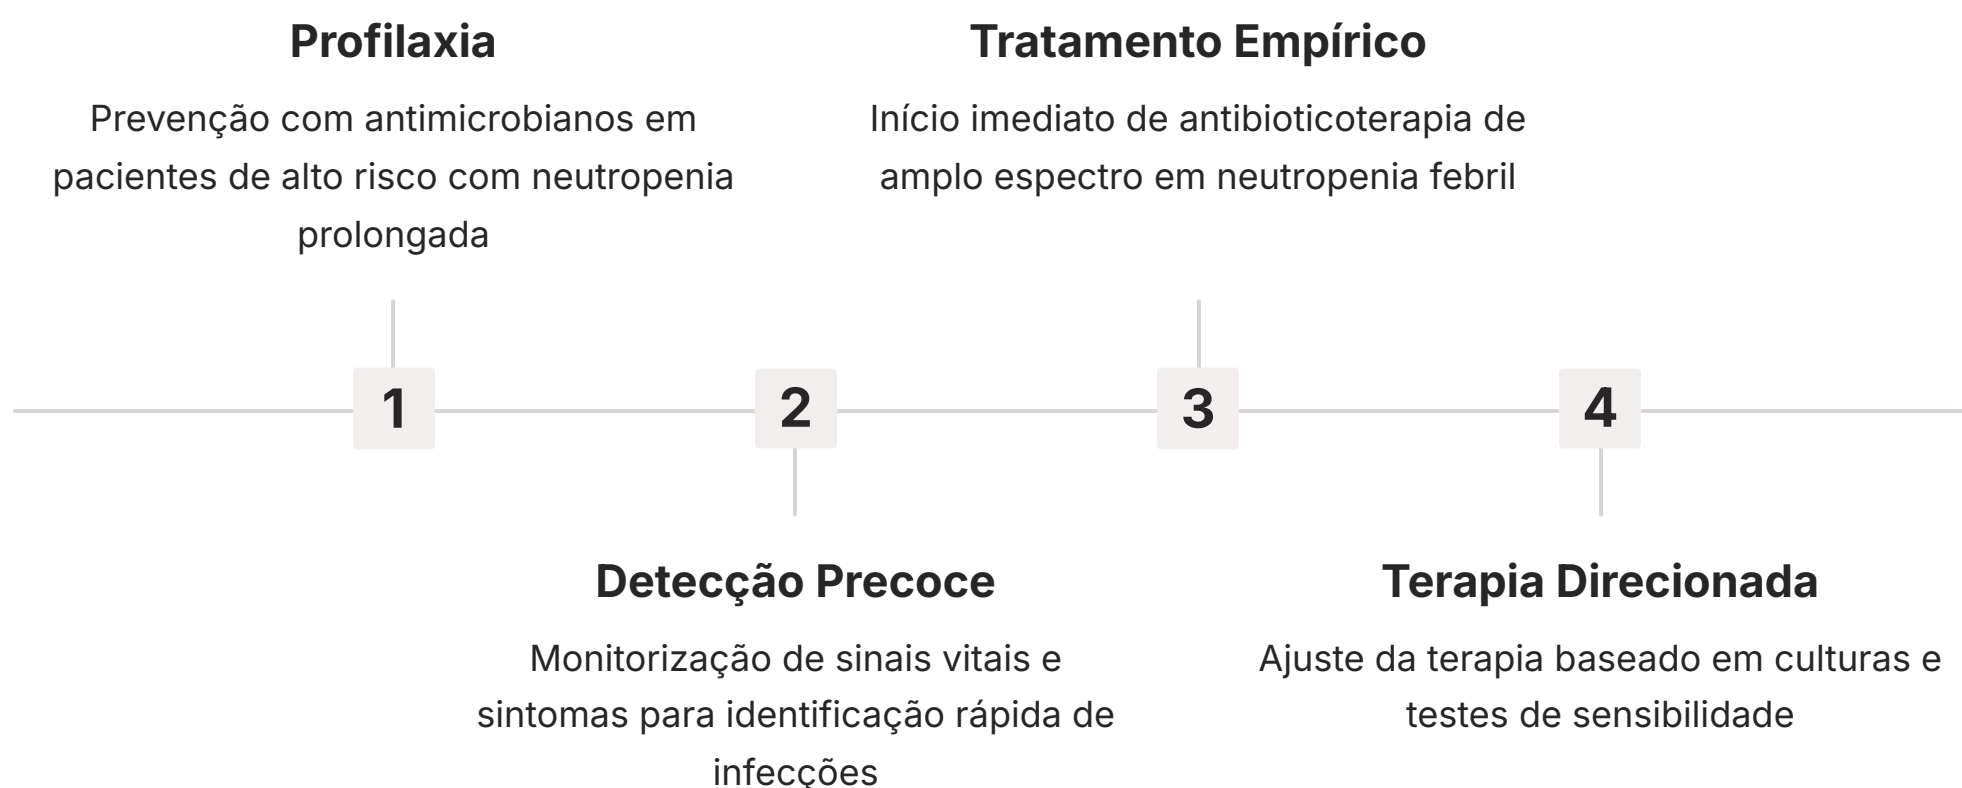 Profilaxia
Prevenção com antimicrobianos em
pacientes de alto risco com neutropenia
prolongada
1
2
Detecção Precoce
Monitorização de sinais vitais e
sintomas para identificação rápida de
infecções
Tratamento Empírico
Início imediato de antibioticoterapia de
amplo espectro em neutropenia febril
3
4
Terapia Direcionada
Ajuste da terapia baseado em culturas e
testes de sensibilidade